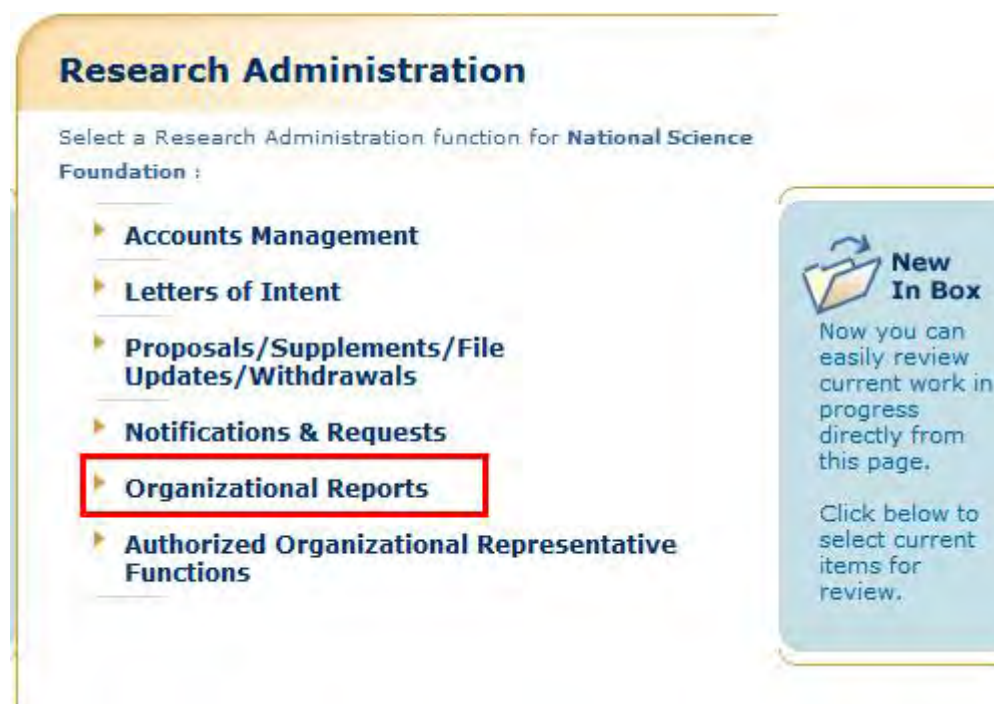 Research Administration
Select a Research Administration function for National Science
Foundation :
Accounts Management
Letters of Intent
Proposals/Supplements/File
Updates/Withdrawals
Notifications & Requests
Organizational Reports
Authorized Organizational Representative
Functions
New
In Box
Now you can
easily review
current work in
progress
directly from
this page.
Click below to
select current
items for
review.